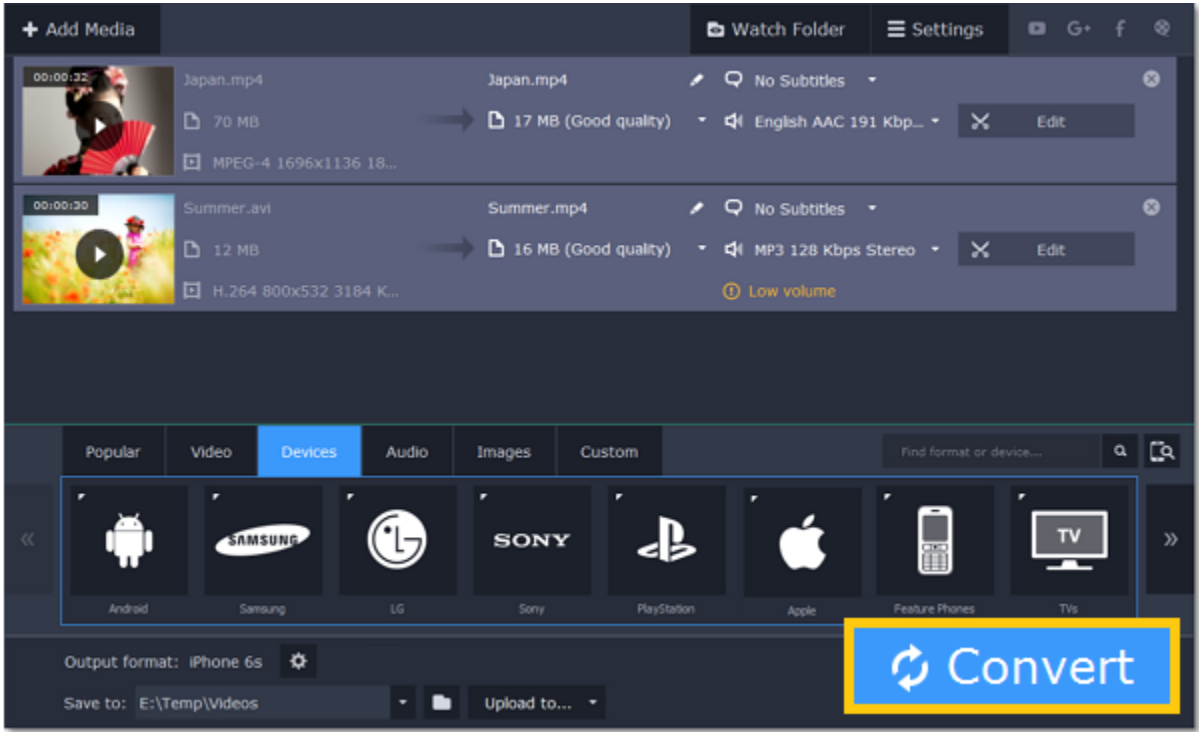 Add Media
Watch Folder
Settings
G+
f
00:00:32
Japan.mp4
Japan.mp4
No Subtitles
70 MB
17 MB (Good quality)
English AAC 191 Kbp...
Edit
MPEG-4 1696x1136 18...
00:00:30
Summer.avi
Summer.mp4
No Subtitles
12 MB
16 MB (Good quality)
MP3 128 Kbps Stereo
Edit
H.264 800x532 3184 K...
Low volume
Popular
Video
Devices
Audio
Images
Custom
Find format or device....
SAMSUNG
LG
SONY
TV
Android
Samsung
LG
Sony
PlayStation
Apple
Feature Phones
TVs
Output format: iPhone 6s
Convert
Save to: E:\Temp\Videos
Upload to...